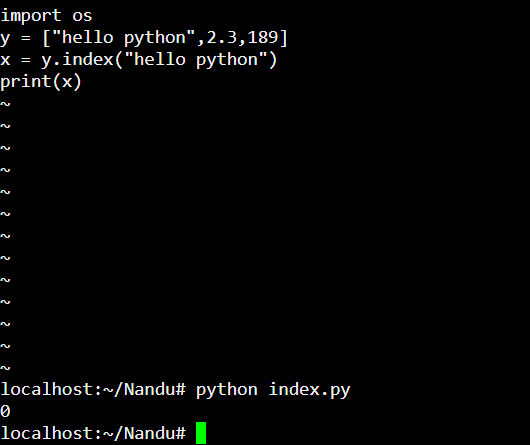 import os
y = ["hello python",2.3,189]
x = y.index("hello python")
print(x)
~
~
~
~
~
~
~
~
~
~
~
~
~
localhost:~/Nandu# python index.py
0
localhost:~/Nandu#